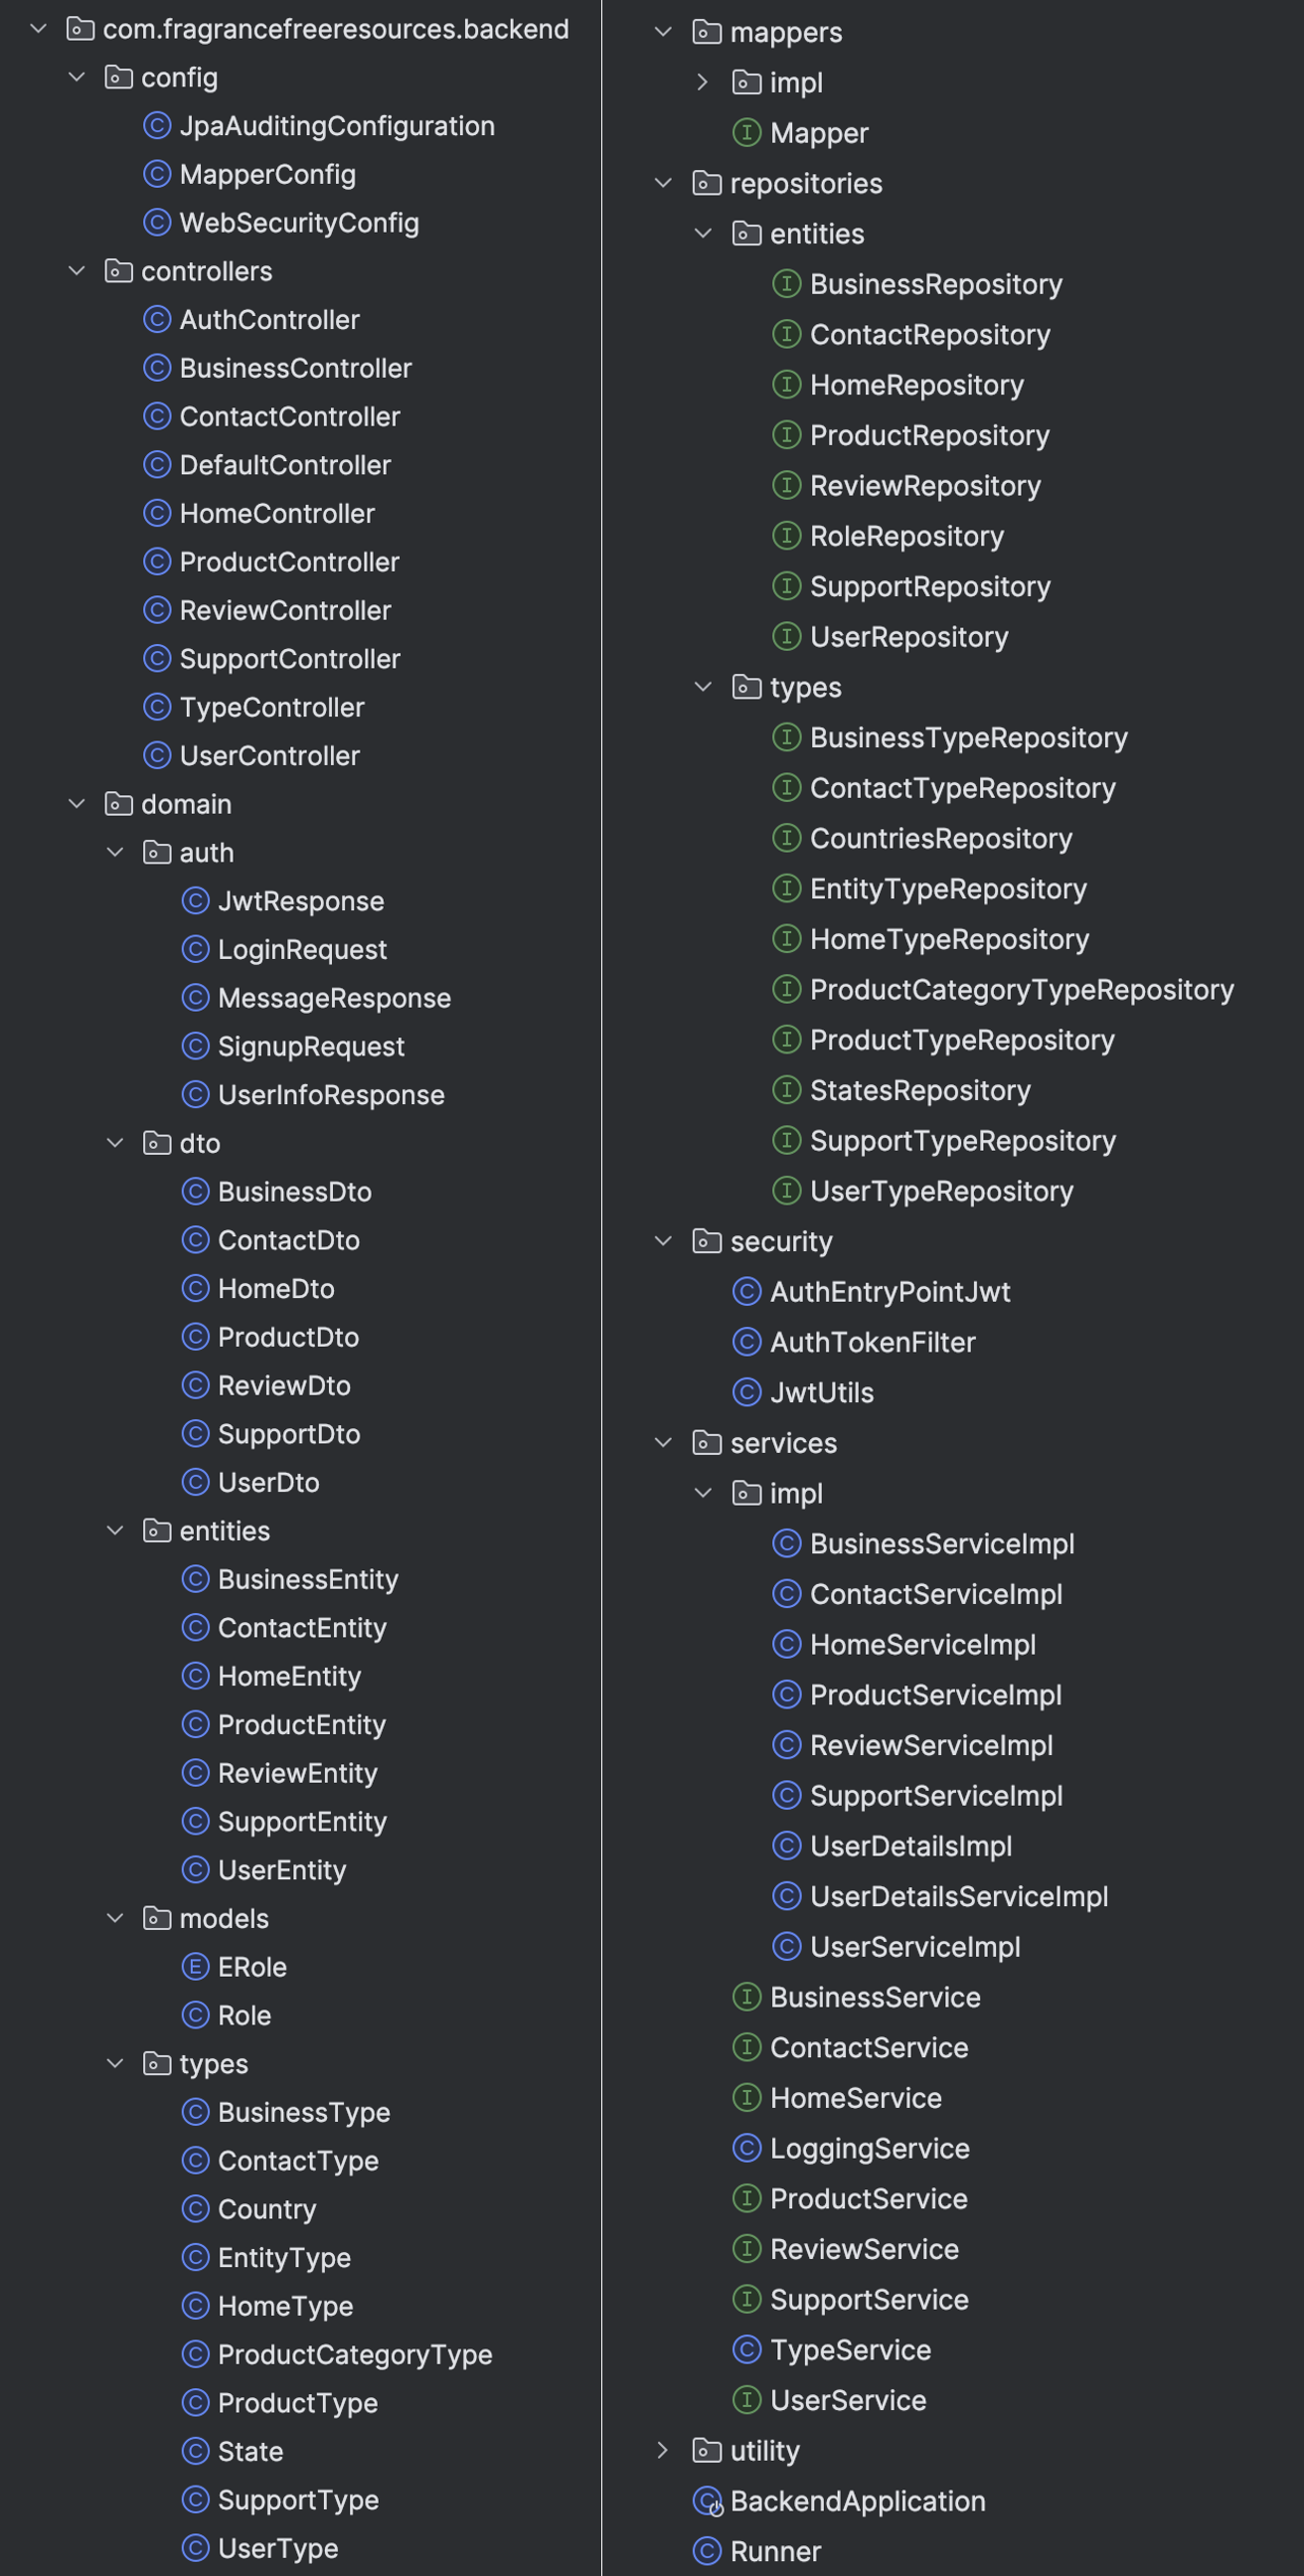 com.fragrancefreeresources.backend
config
JpaAuditingConfiguration
MapperConfig
WebSecurityConfig
controllers
AuthController
BusinessController
ContactController
DefaultController
HomeController
ProductController
ReviewController
SupportController
TypeController
UserController
domain
auth
JwtResponse
LoginRequest
MessageResponse
SignupRequest
UserInfoResponse
dto
BusinessDto
ContactDto
HomeDto
ProductDto
ReviewDto
SupportDto
UserDto
entities
BusinessEntity
ContactEntity
HomeEntity
ProductEntity
ReviewEntity
SupportEntity
UserEntity
models
ERole
Role
types
BusinessType
ContactType
Country
EntityType
HomeType
ProductCategoryType
ProductType
State
SupportType
UserType
mappers
impl
Mapper
repositories
entities
BusinessRepository
ContactRepository
HomeRepository
ProductRepository
ReviewRepository
RoleRepository
SupportRepository
UserRepository
types
BusinessTypeRepository
ContactTypeRepository
CountriesRepository
EntityTypeRepository
HomeTypeRepository
ProductCategoryTypeRepository
ProductTypeRepository
StatesRepository
SupportTypeRepository
UserTypeRepository
security
AuthEntryPointJwt
AuthTokenFilter
JwtUtils
services
impl
BusinessServiceImpl
ContactServiceImpl
HomeServiceImpl
ProductServiceImpl
ReviewServiceImpl
SupportServiceImpl
UserDetailsImpl
UserDetailsServiceImpl
UserServiceImpl
BusinessService
ContactService
HomeService
LoggingService
ProductService
ReviewService
SupportService
TypeService
UserService
utility
BackendApplication
Runner